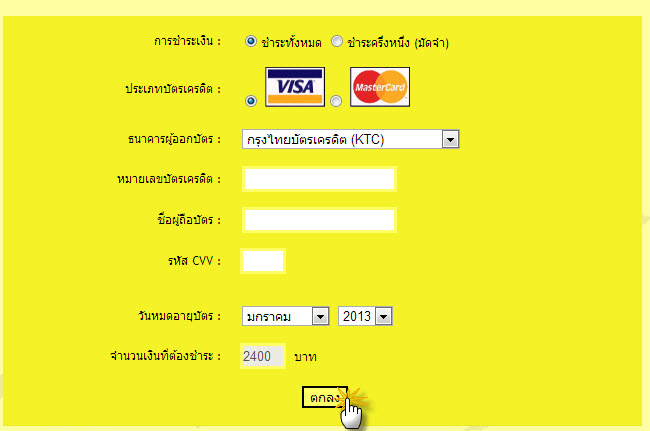 การชำระเงิน : ชำระทั้งหมด ชำระครึ่งหนึ่ง (มัดจำ)
ประเภทบัตรเครดิต : VISA MasterCard
ธนาคารผู้ออกบัตร : กรุงไทยบัตรเครดิต (KTC)
หมายเลขบัตรเครดิต :
ชื่อผู้ถือบัตร :
รหัส CVV :
วันหมดอายุบัตร : มกราคม 2013
จำนวนเงินที่ต้องชำระ : 2400 บาท
ตกลง